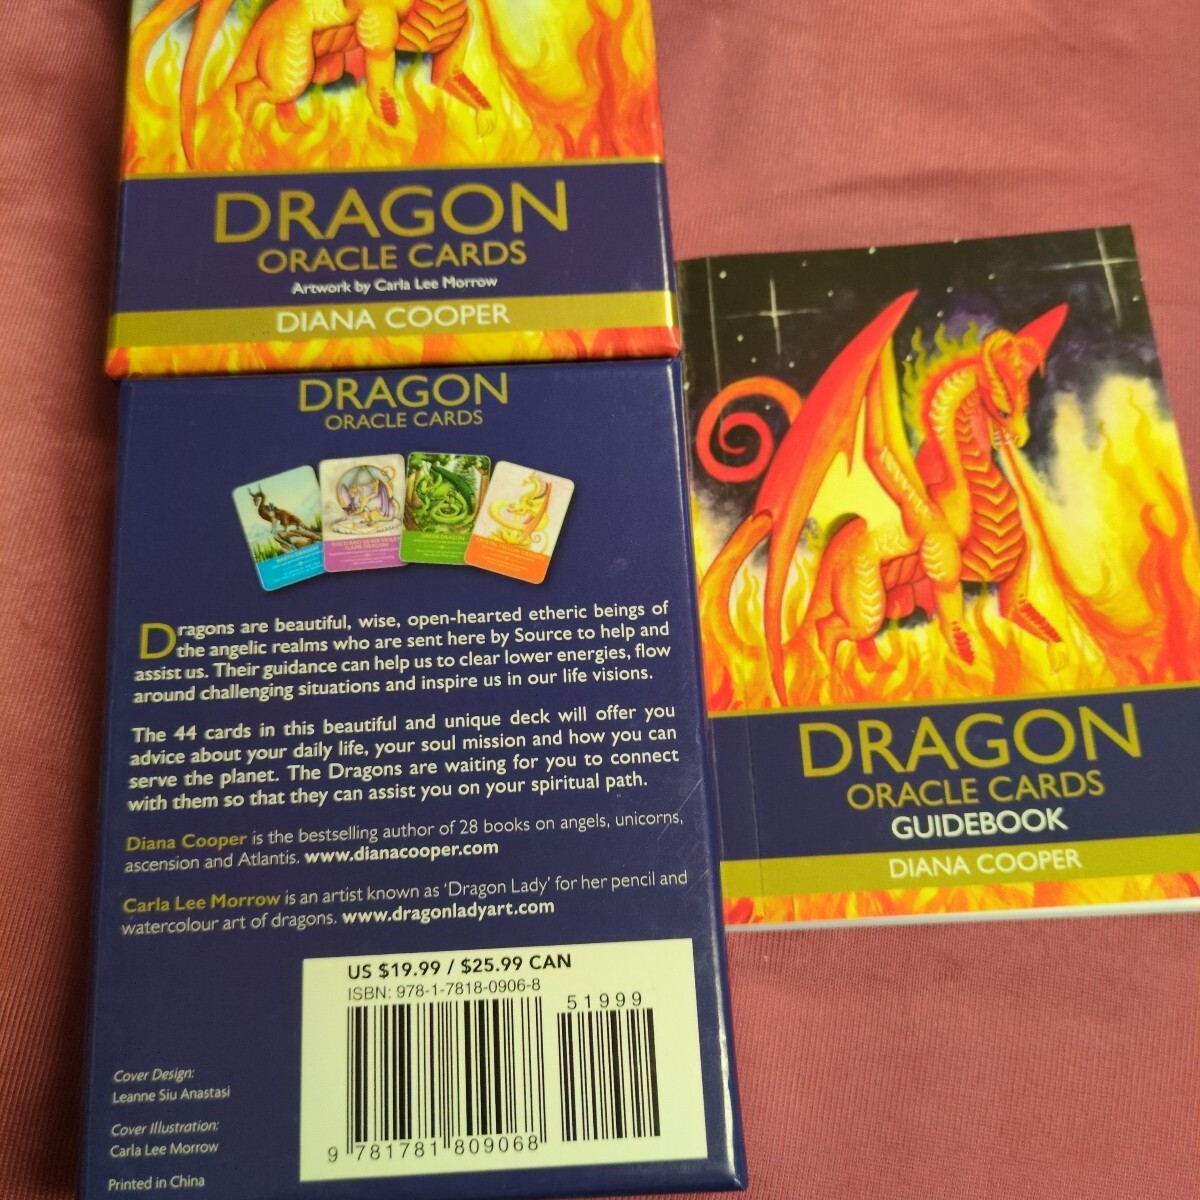 DRAGON
ORACLE CARDS
Artwork by Carla Lee Morrow
DIANA COOPER
DRAGON
ORACLE CARDS
GREEN DRAGON
Dragons are beautiful, wise, open-hearted etheric beings of
the angelic realms who are sent here by Source to help and
assist us. Their guidance can help us to clear lower energies, flow
around challenging situations and inspire us in our life visions.
The 44 cards in this beautiful and unique deck will offer you
advice about your daily life, your soul mission and how you can
serve the planet. The Dragons are waiting for you to connect
with them so that they can assist you on your spiritual path.
Diana Cooper is the bestselling author of 28 books on angels, unicorns,
ascension and Atlantis. www.dianacooper.com
Carla Lee Morrow is an artist known as ‘Dragon Lady’ for her pencil and
watercolour art of dragons. www.dragonladyart.com
US $19.99 / $25.99 CAN
ISBN: 978-1-7818-0906-8
51999
9 781781 809068
Cover Design:
Leanne Siu Anastasi
Cover Illustration:
Carla Lee Morrow
Printed in China
DRAGON
ORACLE CARDS
GUIDEBOOK
DIANA COOPER